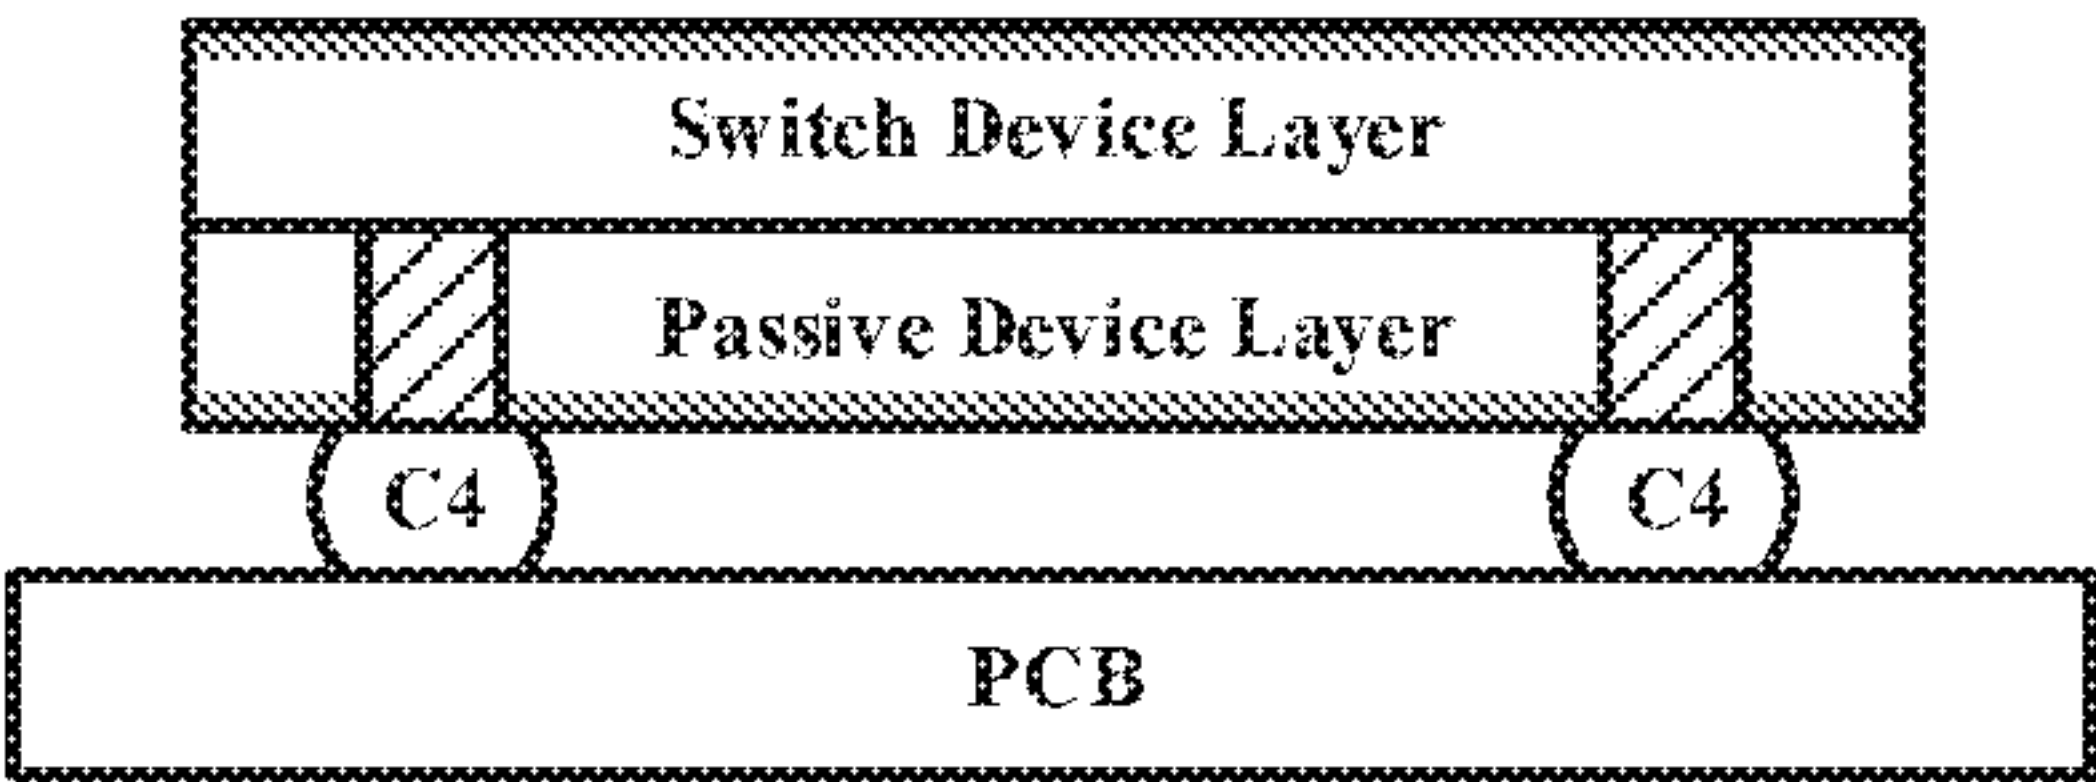 Switch Device Layer
Passive Device Layer
C4 C4
PCB